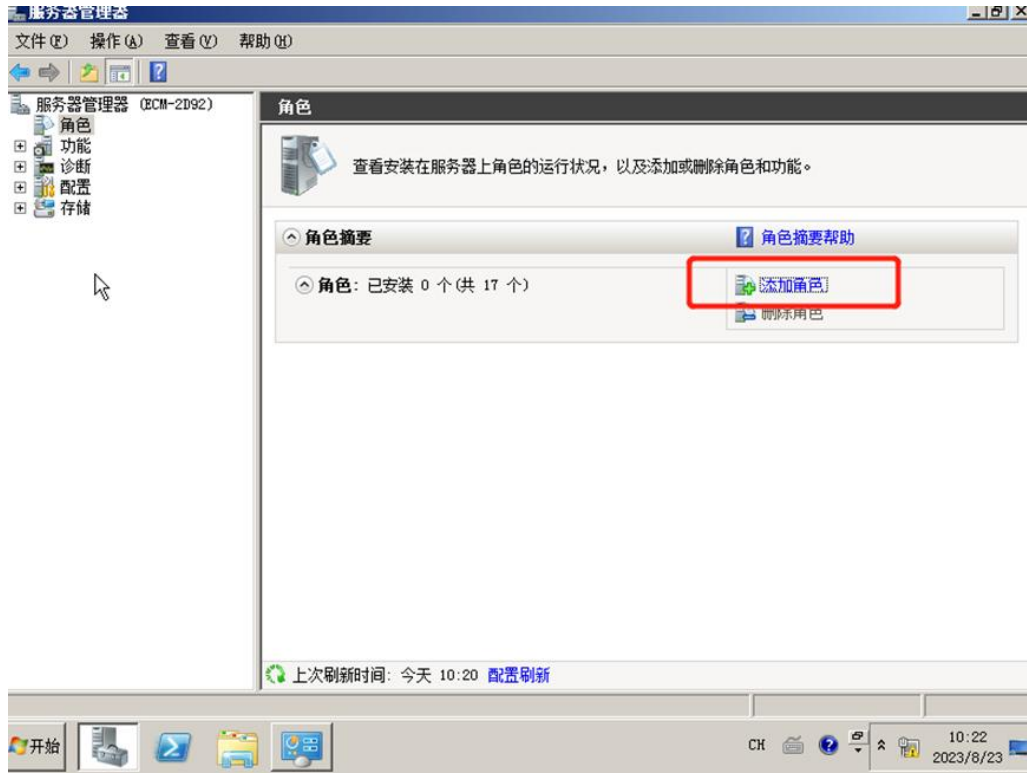 服务器管理器
文件(F) 操作(A) 查看(V) 帮助(H)
服务器管理器 (ECM-2D92)
角色
功能
诊断
配置
存储
角色
查看安装在服务器上角色的运行状况，以及添加或删除角色和功能。
角色摘要
角色摘要帮助
角色：已安装 0 个(共 17 个)
添加角色
删除角色
上次刷新时间: 今天 10:20 配置刷新
开始
CH
10:22
2023/8/23